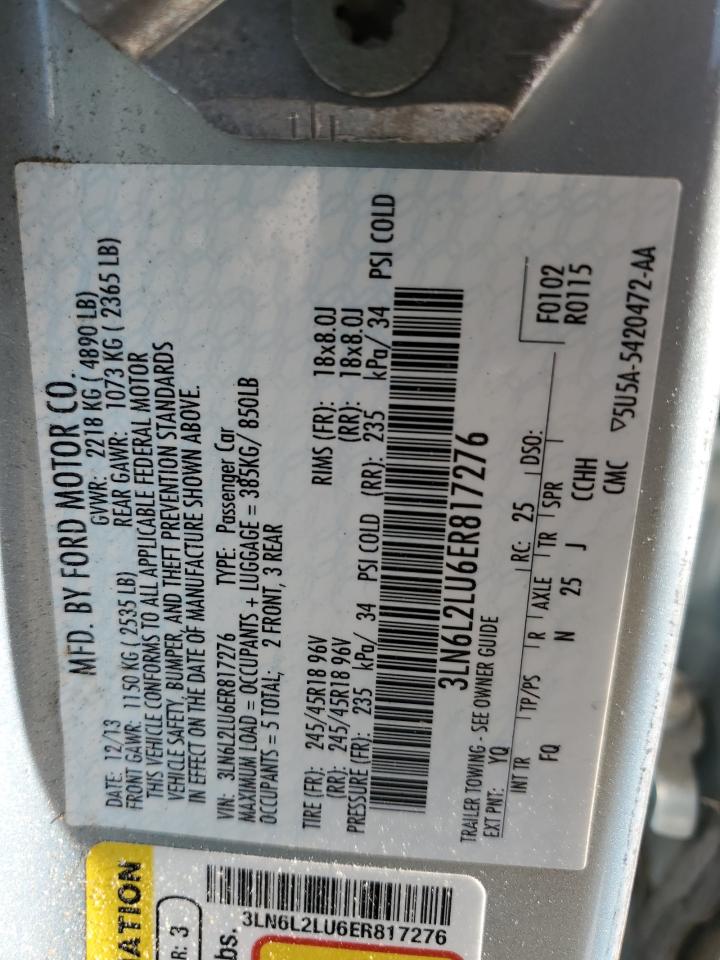 MFD. BY FORD MOTOR CO.
DATE: 12/13 GVWR: 2218 KG ( 4890 LB)
FRONT GAWR: 1150 KG ( 2535 LB) REAR GAWR: 1073 KG ( 2365 LB)
THIS VEHICLE CONFORMS TO ALL APPLICABLE FEDERAL MOTOR
VEHICLE SAFETY, BUMPER, AND THEFT PREVENTION STANDARDS
IN EFFECT ON THE DATE OF MANUFACTURE SHOWN ABOVE.
VIN: 3LN6L2LU6ER817276 TYPE: Passenger Car
MAXIMUM LOAD = OCCUPANTS + LUGGAGE = 385KG/ 850LB
OCCUPANTS = 5 TOTAL, 2 FRONT, 3 REAR
TIRE (FR): 245/45R18 96V RIMS (FR): 18x8.0J
(RR): 245/45R18 96V (RR): 18x8.0J
PRESSURE (FR): 235 kPa/ 34 PSI COLD (RR): 235 kPa/ 34 PSI COLD
3LN6L2LU6ER817276
TRAILER TOWING - SEE OWNER GUIDE
EXT PNT: YQ RC: 25 DSO: F0102
R0115
INT TR TP/PS R AXLE TR SPR
FQ N 25 J CCHH
CMC ▽5U5A-5420472-AA
MATION
R: 3
bs.
3LN6L2LU6ER817276